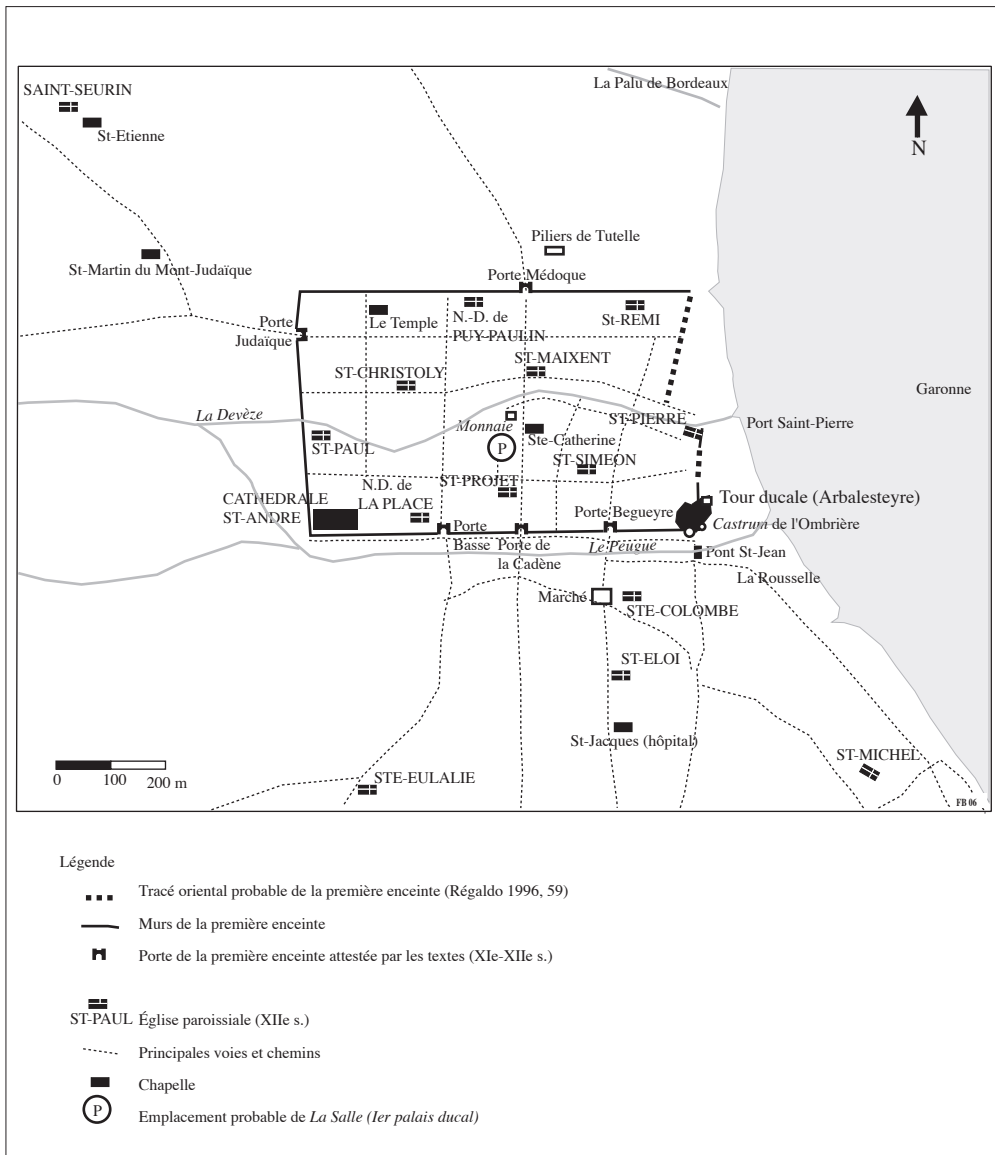 La Palu de Bordeaux
SAINT-SEURIN
St-Etienne
N
Piliers de Tutelle
St-Martin du Mont-Judaïque
Porte Médoque
Porte
Judaïque
Le Temple
N.-D. de
PUY-PAULIN
St-REMI
ST-MAIXENT
ST-CHRISTOLY
Garonne
La Devèze
Monnaie
ST-PIERRE
Port Saint-Pierre
ST-PAUL
P
Ste-Catherine
ST-SIMEON
N.D. de
LA PLACE
ST-PROJET
CATHEDRALE
ST-ANDRE
Tour ducale (Arbalesteyre)
Porte Begueyre
Castrum de l'Ombrière
Porte
Basse
Porte de
la Cadène
Le Peugue
Pont St-Jean
La Rousselle
Marché
STE-COLOMBE
ST-ELOI
St-Jacques (hôpital)
ST-MICHEL
STE-EULALIE
0 100 200 m
FB 06
Légende
Tracé oriental probable de la première enceinte (Régaldo 1996, 59)
Murs de la première enceinte
Porte de la première enceinte attestée par les textes (XIe-XIIe s.)
ST-PAUL Église paroissiale (XIIe s.)
Principales voies et chemins
Chapelle
P Emplacement probable de La Salle (Ier palais ducal)